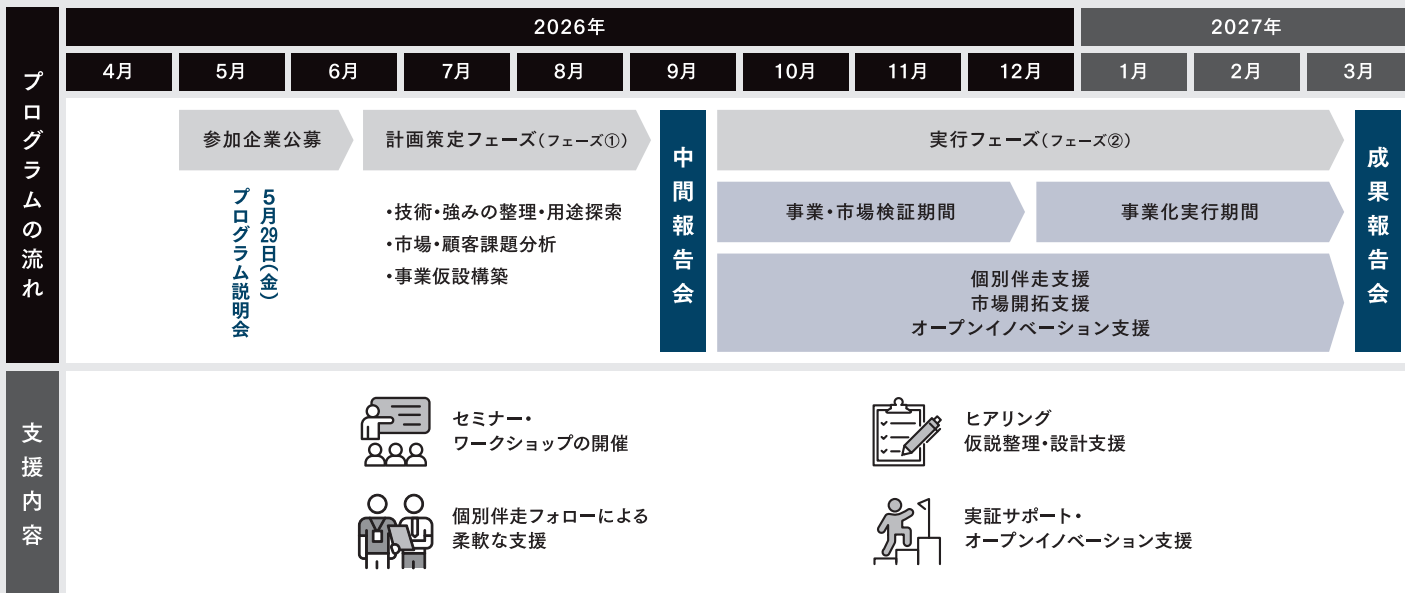 プログラムの流れ
2026年
2027年
4月
5月
6月
7月
8月
9月
10月
11月
12月
1月
2月
3月
参加企業公募
5月29日(金)
プログラム説明会
計画策定フェーズ(フェーズ①)
・技術・強みの整理・用途探索
・市場・顧客課題分析
・事業仮設構築
中間報告会
実行フェーズ(フェーズ②)
事業・市場検証期間
事業化実行期間
個別伴走支援
市場開拓支援
オープンイノベーション支援
成果報告会
支援内容
セミナー・
ワークショップの開催
個別伴走フォローによる
柔軟な支援
ヒアリング
仮説整理・設計支援
実証サポート・
オープンイノベーション支援